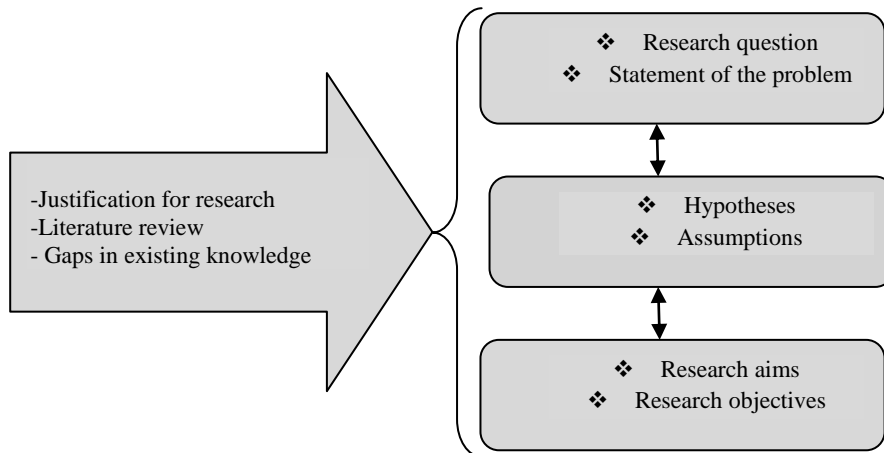 -Justification for research
-Literature review
- Gaps in existing knowledge
❖ Research question
❖ Statement of the problem
❖ Hypotheses
❖ Assumptions
❖ Research aims
❖ Research objectives